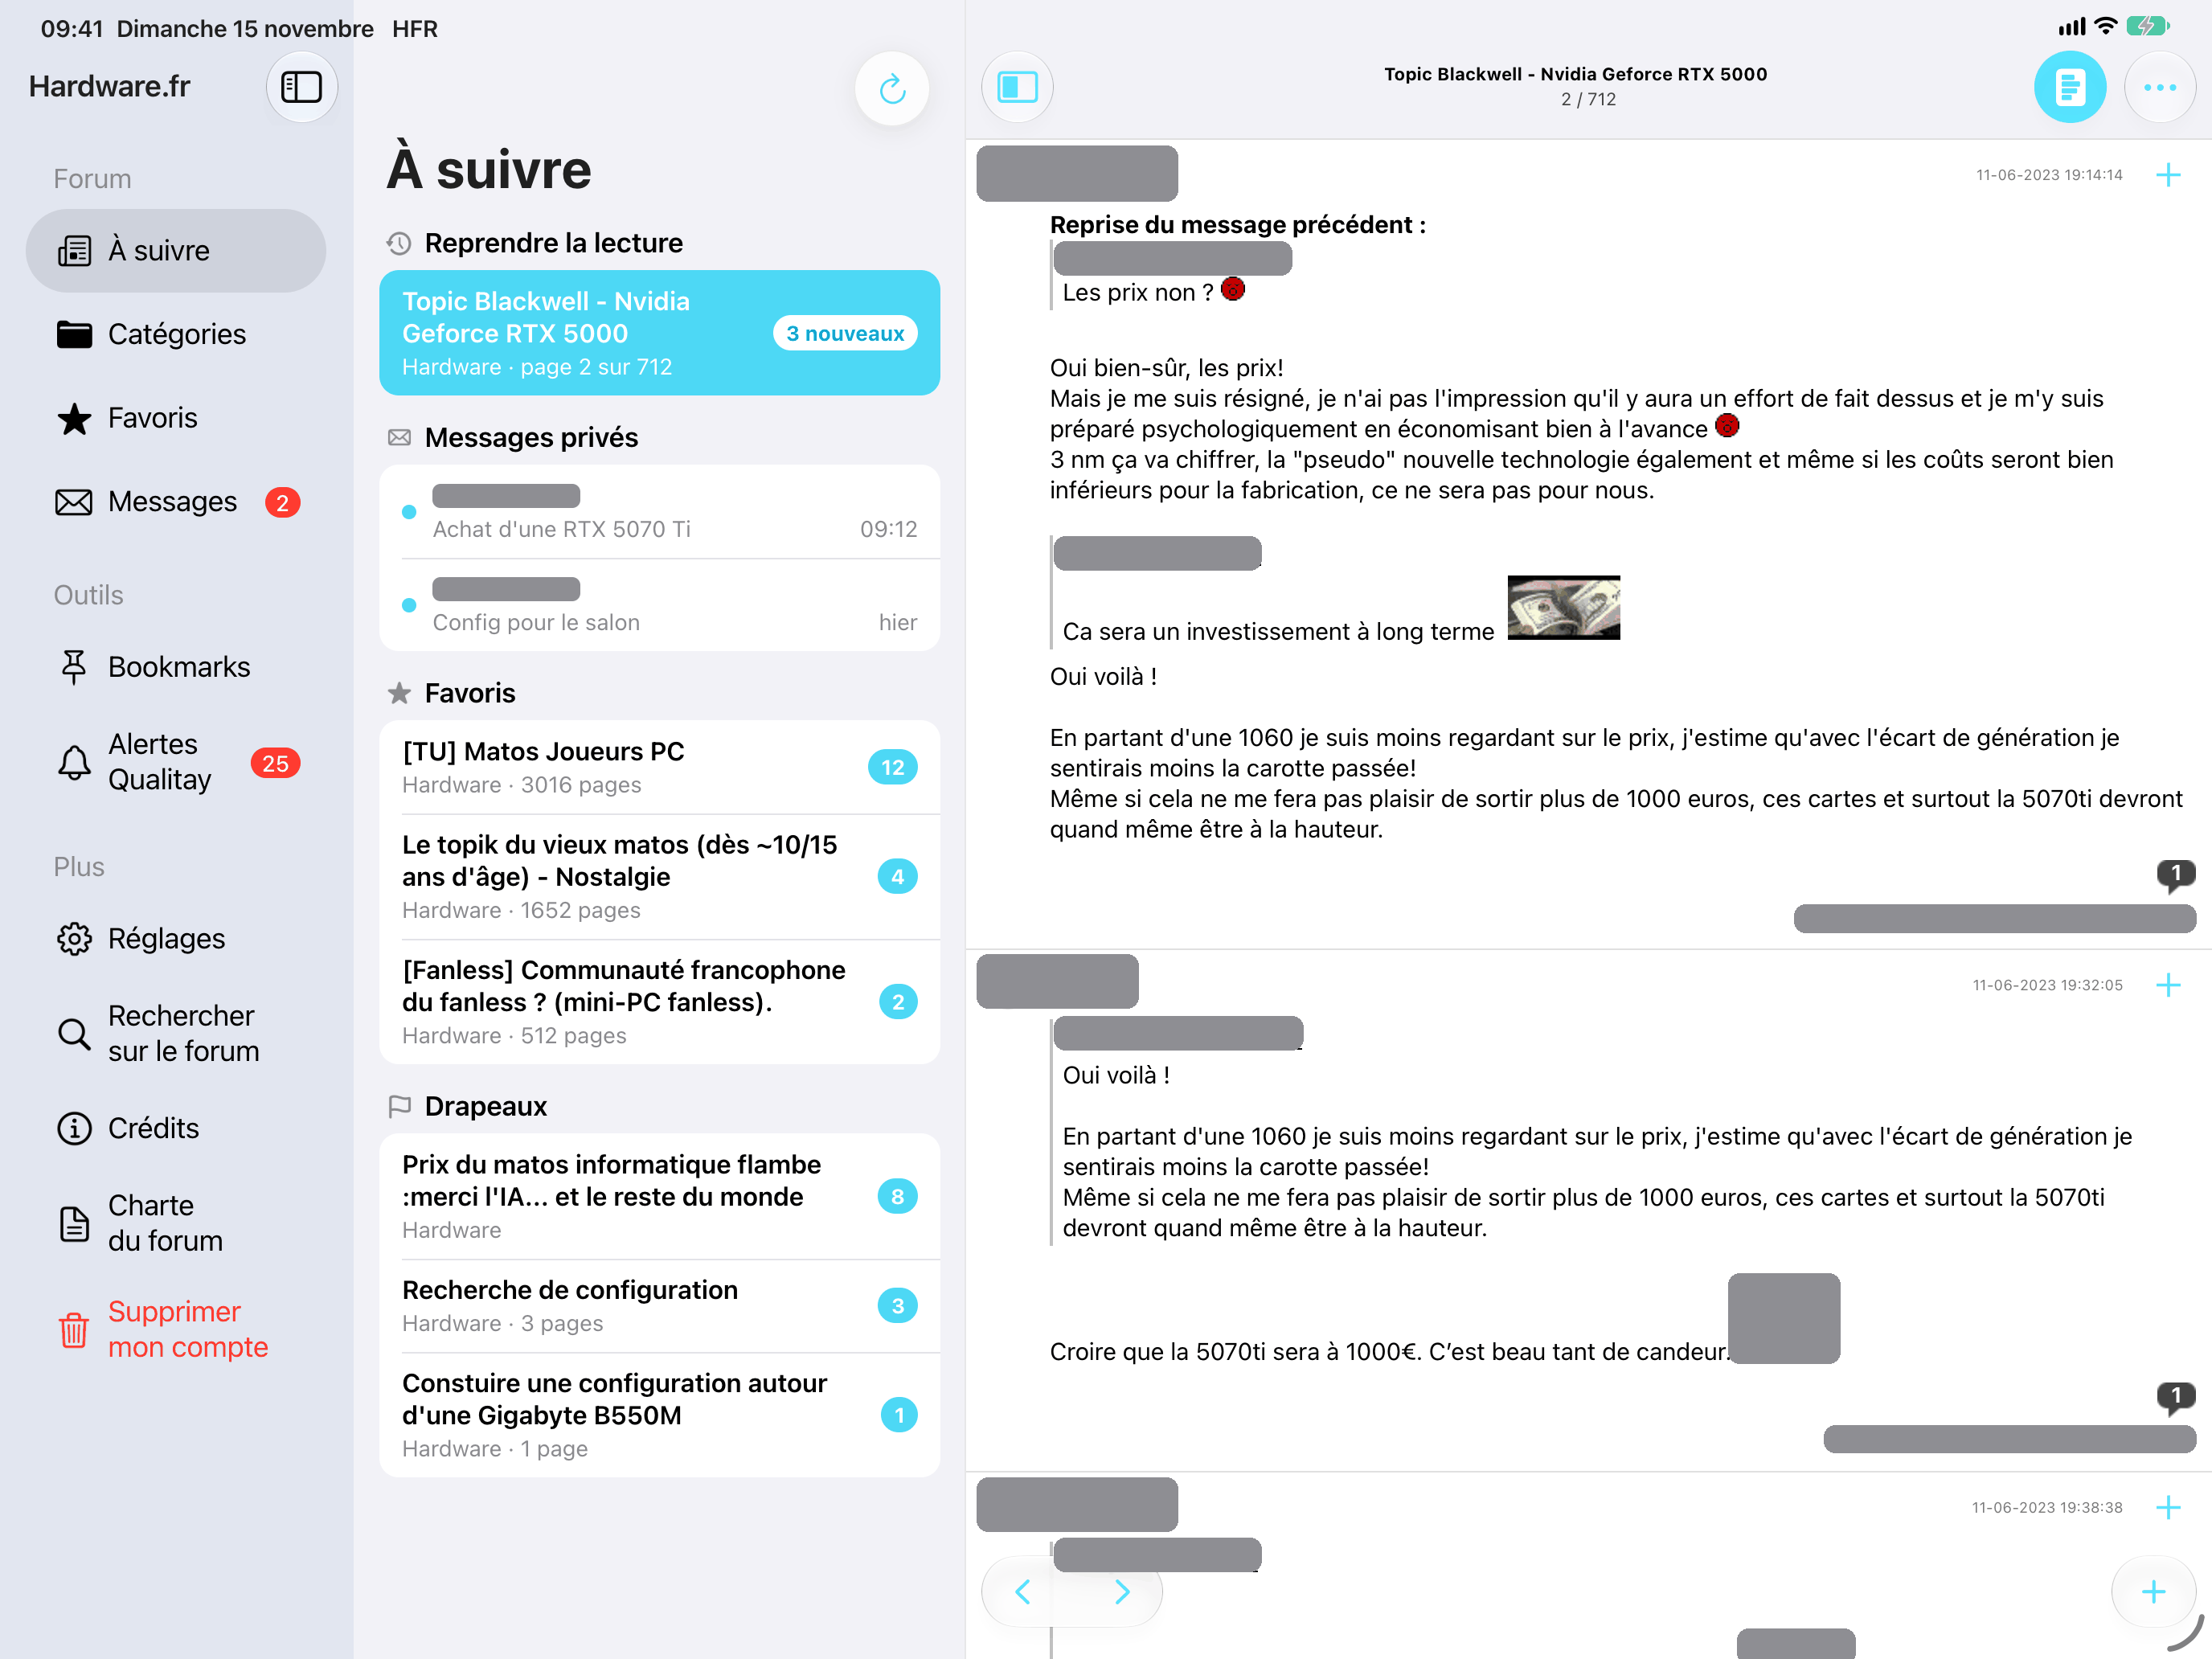 09:41 Dimanche 15 novembre HFR
Hardware.fr
Forum
À suivre
Catégories
Favoris
Messages 2
Outils
Bookmarks
Alertes
Qualitay 25
Plus
Réglages
Rechercher
sur le forum
Crédits
Charte
du forum
Supprimer
mon compte
À suivre
Reprendre la lecture
Topic Blackwell - Nvidia
Geforce RTX 5000
3 nouveaux
Hardware · page 2 sur 712
Messages privés
Achat d'une RTX 5070 Ti 09:12
Config pour le salon hier
Favoris
[TU] Matos Joueurs PC
Hardware · 3016 pages
12
Le topik du vieux matos (dès ~10/15
ans d'âge) - Nostalgie
Hardware · 1652 pages
4
[Fanless] Communauté francophone
du fanless ? (mini-PC fanless).
Hardware · 512 pages
2
Drapeaux
Prix du matos informatique flambe
:merci l'IA... et le reste du monde
Hardware
8
Recherche de configuration
Hardware · 3 pages
3
Constuire une configuration autour
d'une Gigabyte B550M
Hardware · 1 page
1
Topic Blackwell - Nvidia Geforce RTX 5000
2 / 712
11-06-2023 19:14:14
Reprise du message précédent :
Les prix non ?
Oui bien-sûr, les prix!
Mais je me suis résigné, je n'ai pas l'impression qu'il y aura un effort de fait dessus et je m'y suis
préparé psychologiquement en économisant bien à l'avance
3 nm ça va chiffrer, la "pseudo" nouvelle technologie également et même si les coûts seront bien
inférieurs pour la fabrication, ce ne sera pas pour nous.
Ca sera un investissement à long terme
Oui voilà !
En partant d'une 1060 je suis moins regardant sur le prix, j'estime qu'avec l'écart de génération je
sentirais moins la carotte passée!
Même si cela ne me fera pas plaisir de sortir plus de 1000 euros, ces cartes et surtout la 5070ti devront
quand même être à la hauteur.
1
11-06-2023 19:32:05
Oui voilà !
En partant d'une 1060 je suis moins regardant sur le prix, j'estime qu'avec l'écart de génération je
sentirais moins la carotte passée!
Même si cela ne me fera pas plaisir de sortir plus de 1000 euros, ces cartes et surtout la 5070ti
devront quand même être à la hauteur.
Croire que la 5070ti sera à 1000€. C’est beau tant de candeur.
1
11-06-2023 19:38:38